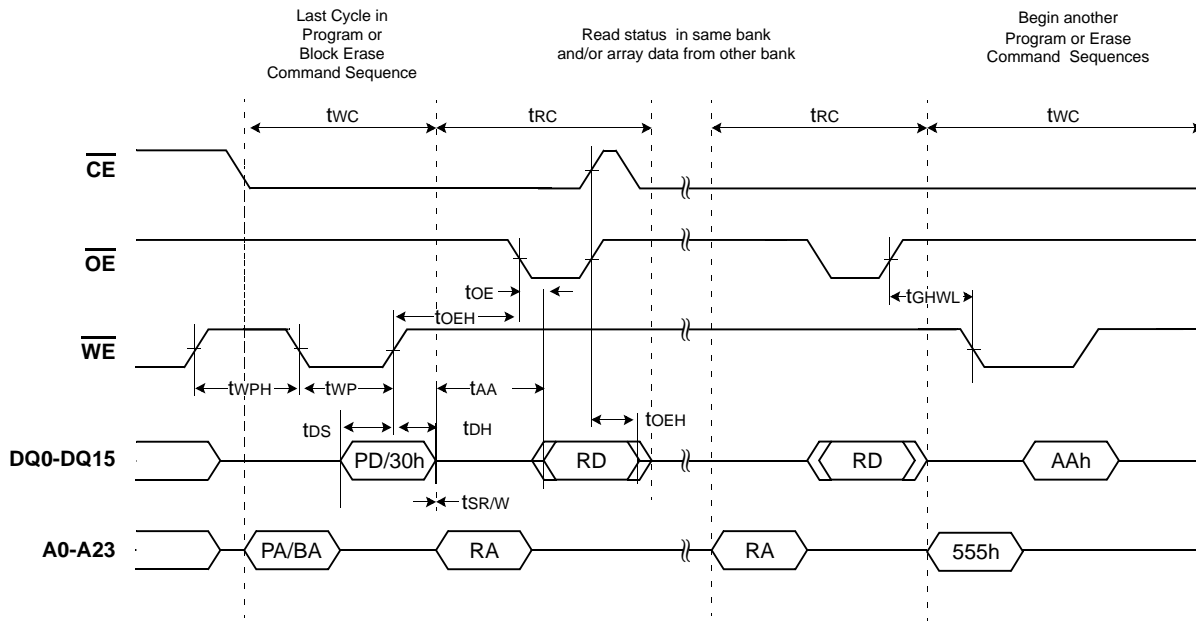 Last Cycle in
Program or
Block Erase
Command Sequence
Read status in same bank
and/or array data from other bank
Begin another
Program or Erase
Command Sequences
tWC
tRC
tRC
tWC
CE
OE
tOE
tGHWL
tOEH
WE
tWPH
tWP
tAA
tOEH
tDS
tDH
DQ0-DQ15
PD/30h
RD
RD
AAh
tSR/W
A0-A23
PA/BA
RA
RA
555h